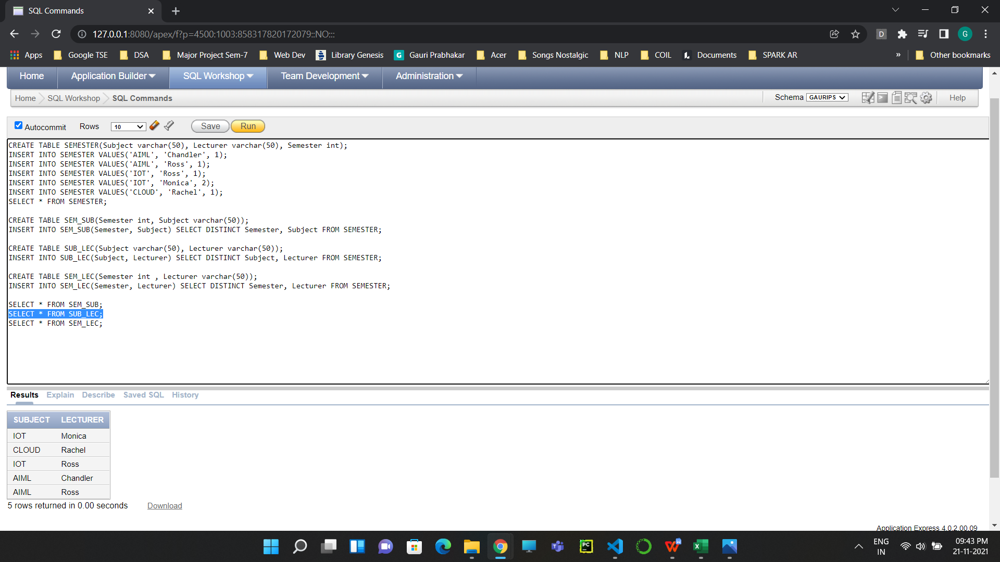 SQL Commands
127.0.0.1:8080/apex/f?p=4500:1003:858317820172079::NO:::
D
G
Apps Google TSE DSA Major Project Sem-7 Web Dev Library Genesis G Gauri Prabhakar Acer Songs Nostalgic NLP COIL Documents SPARK AR » Other bookmarks
Home Application Builder SQL Workshop Team Development Administration
Home SQL Workshop SQL Commands Schema GAURIPS Help
Autocommit Rows 10 Save Run
CREATE TABLE SEMESTER(Subject varchar(50), Lecturer varchar(50), Semester int);
INSERT INTO SEMESTER VALUES('AIML', 'Chandler', 1);
INSERT INTO SEMESTER VALUES('AIML', 'Ross', 1);
INSERT INTO SEMESTER VALUES('IOT', 'Ross', 1);
INSERT INTO SEMESTER VALUES('IOT', 'Monica', 2);
INSERT INTO SEMESTER VALUES('CLOUD', 'Rachel', 1);
SELECT * FROM SEMESTER;
CREATE TABLE SEM_SUB(Semester int, Subject varchar(50));
INSERT INTO SEM_SUB(Semester, Subject) SELECT DISTINCT Semester, Subject FROM SEMESTER;
CREATE TABLE SUB_LEC(Subject varchar(50), Lecturer varchar(50));
INSERT INTO SUB_LEC(Subject, Lecturer) SELECT DISTINCT Subject, Lecturer FROM SEMESTER;
CREATE TABLE SEM_LEC(Semester int , Lecturer varchar(50));
INSERT INTO SEM_LEC(Semester, Lecturer) SELECT DISTINCT Semester, Lecturer FROM SEMESTER;
SELECT * FROM SEM_SUB;
SELECT * FROM SUB_LEC;
SELECT * FROM SEM_LEC;
Results Explain Describe Saved SQL History
SUBJECT LECTURER
IOT Monica
CLOUD Rachel
IOT Ross
AIML Chandler
AIML Ross
5 rows returned in 0.00 seconds Download
Application Express 4.0.2.00.09
PC
ENG
IN
09:43 PM
21-11-2021